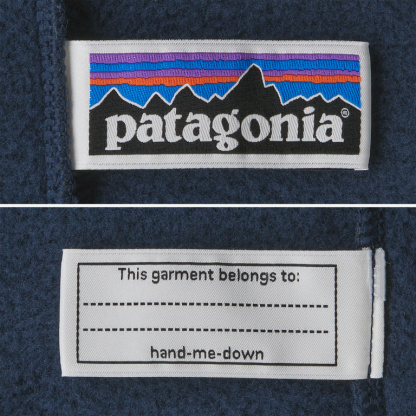 patagonia®
This garment belongs to:
hand-me-down